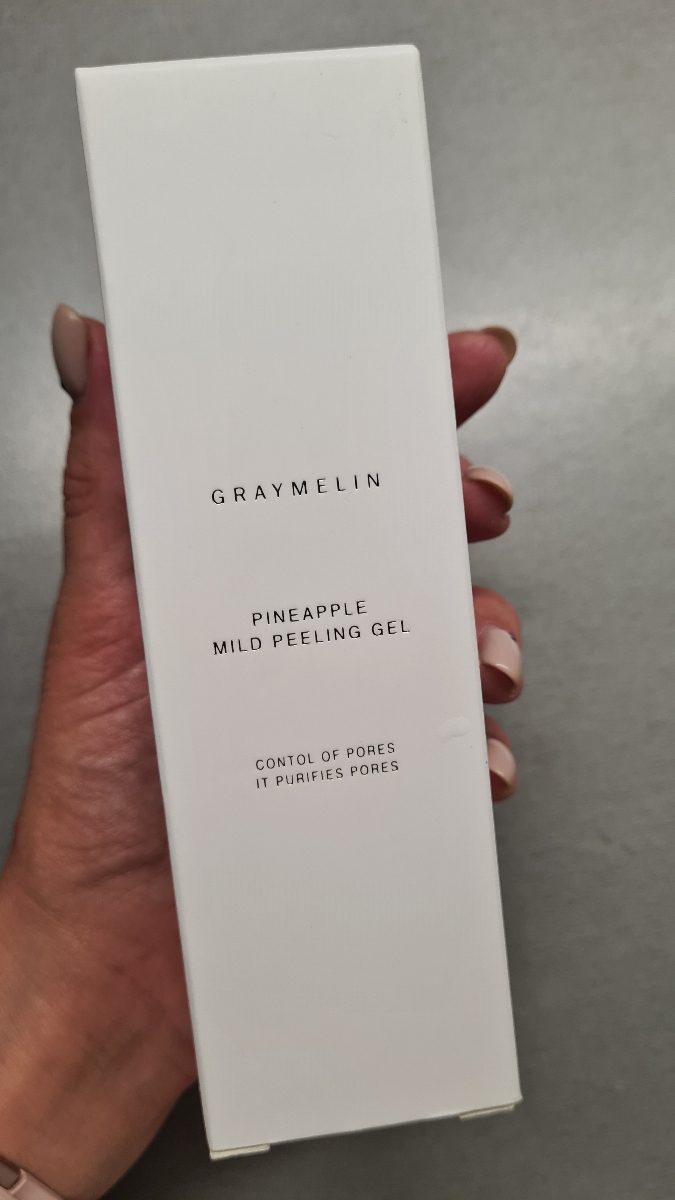 GRAYMELIN
PINEAPPLE
MILD PEELING GEL
CONTOL OF PORES
IT PURIFIES PORES